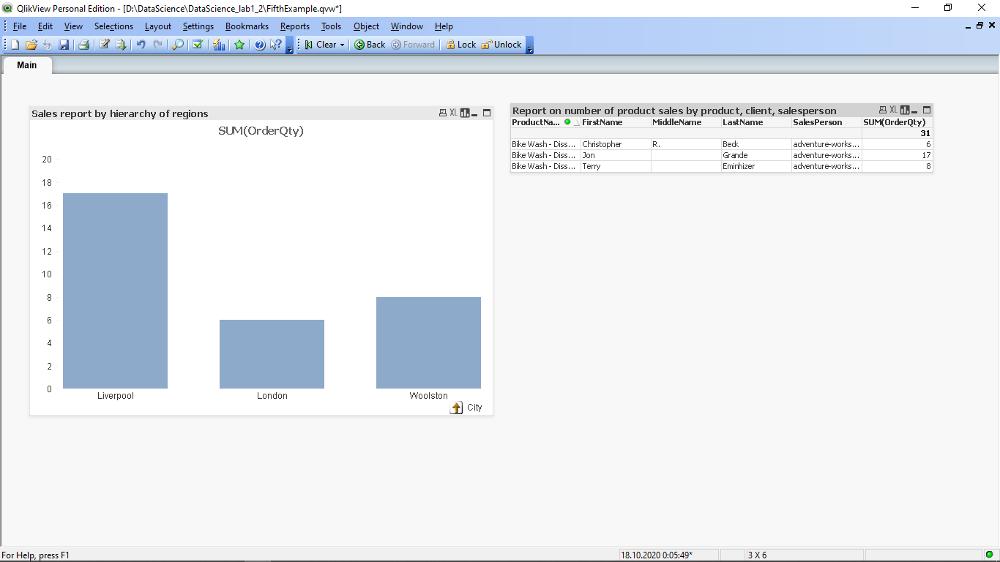 QlikView Personal Edition - [D:\DataScience\DataScience_lab1_2\FifthExample.qvw*]
File Edit View Selections Layout Settings Bookmarks Reports Tools Object Window Help
Clear Back Forward Lock Unlock
Main
Sales report by hierarchy of regions XL
SUM(OrderQty)
20
18
16
14
12
10
8
6
4
2
0
Liverpool London Woolston
City
Report on number of product sales by product, client, salesperson XL
ProductNa... FirstName MiddleName LastName SalesPerson SUM(OrderQty)
31
Bike Wash - Diss... Christopher R. Beck adventure-works... 6
Bike Wash - Diss... Jon Grande adventure-works... 17
Bike Wash - Diss... Terry Eminhizer adventure-works... 8
For Help, press F1 18.10.2020 0:05:49* 3 X 6